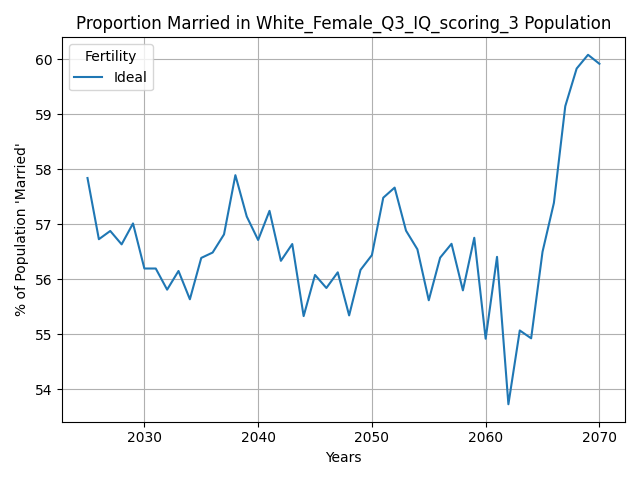 Proportion Married in White_Female_Q3_IQ_scoring_3 Population
Fertility
Ideal
% of Population 'Married'
60
59
58
57
56
55
54
2030 2040 2050 2060 2070
Years